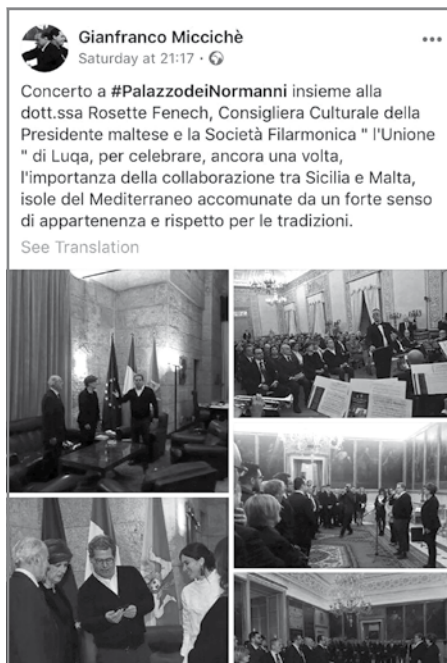 Gianfranco Miccichè
Saturday at 21:17 ·
Concerto a #PalazzodeiNormanni insieme alla
dott.ssa Rosette Fenech, Consigliera Culturale della
Presidente maltese e la Società Filarmonica " l'Unione
" di Luqa, per celebrare, ancora una volta,
l'importanza della collaborazione tra Sicilia e Malta,
isole del Mediterraneo accomunate da un forte senso
di appartenenza e rispetto per le tradizioni.
See Translation